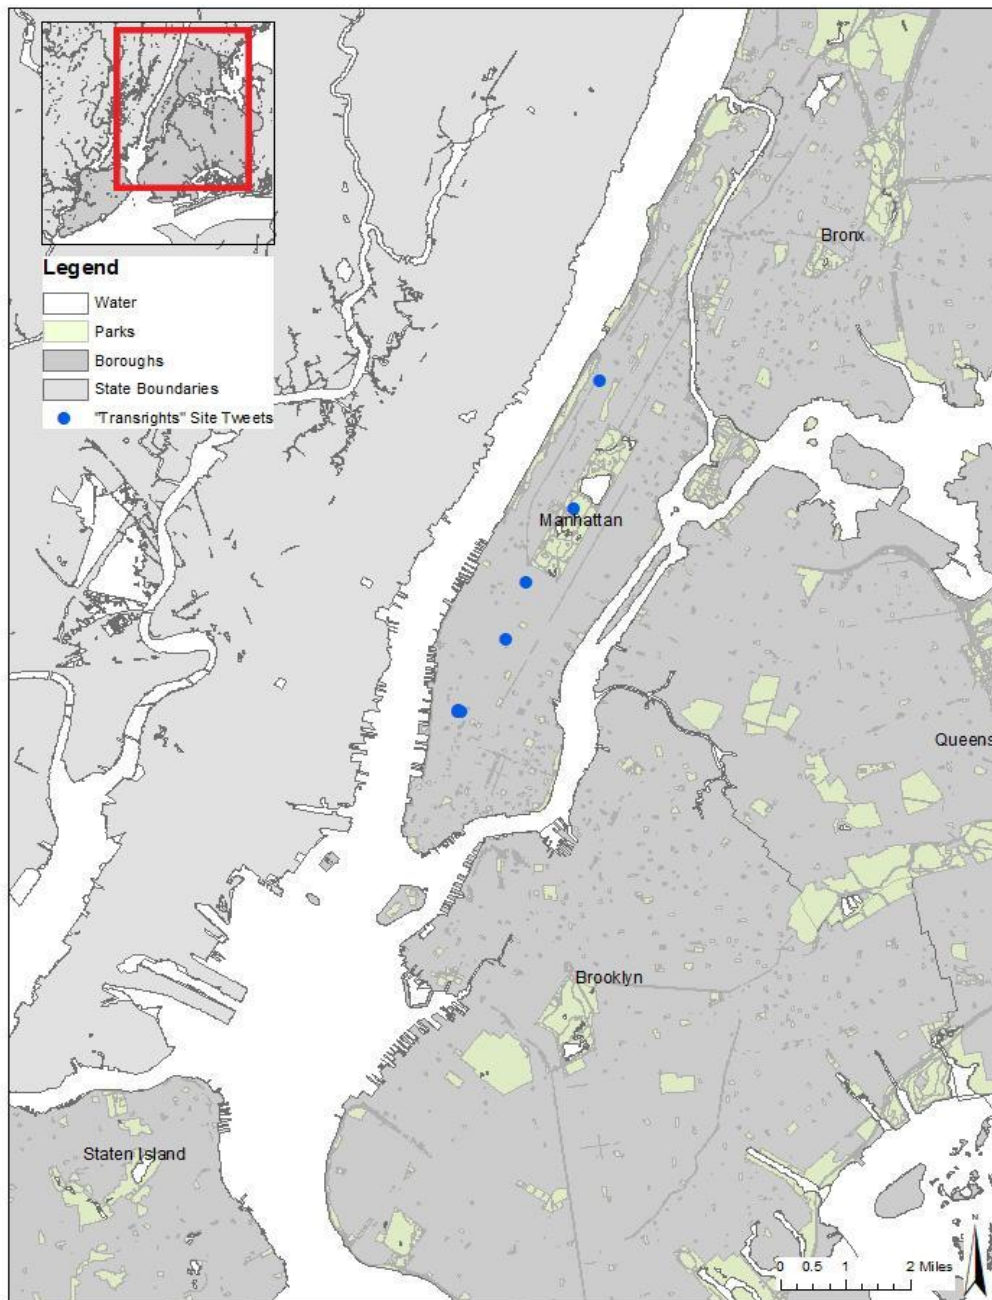 Legend
Water
Parks
Boroughs
State Boundaries
"Transrights" Site Tweets
Bronx
Manhattan
Queens
Brooklyn
Staten Island
N
0 0.5 1 2 Miles